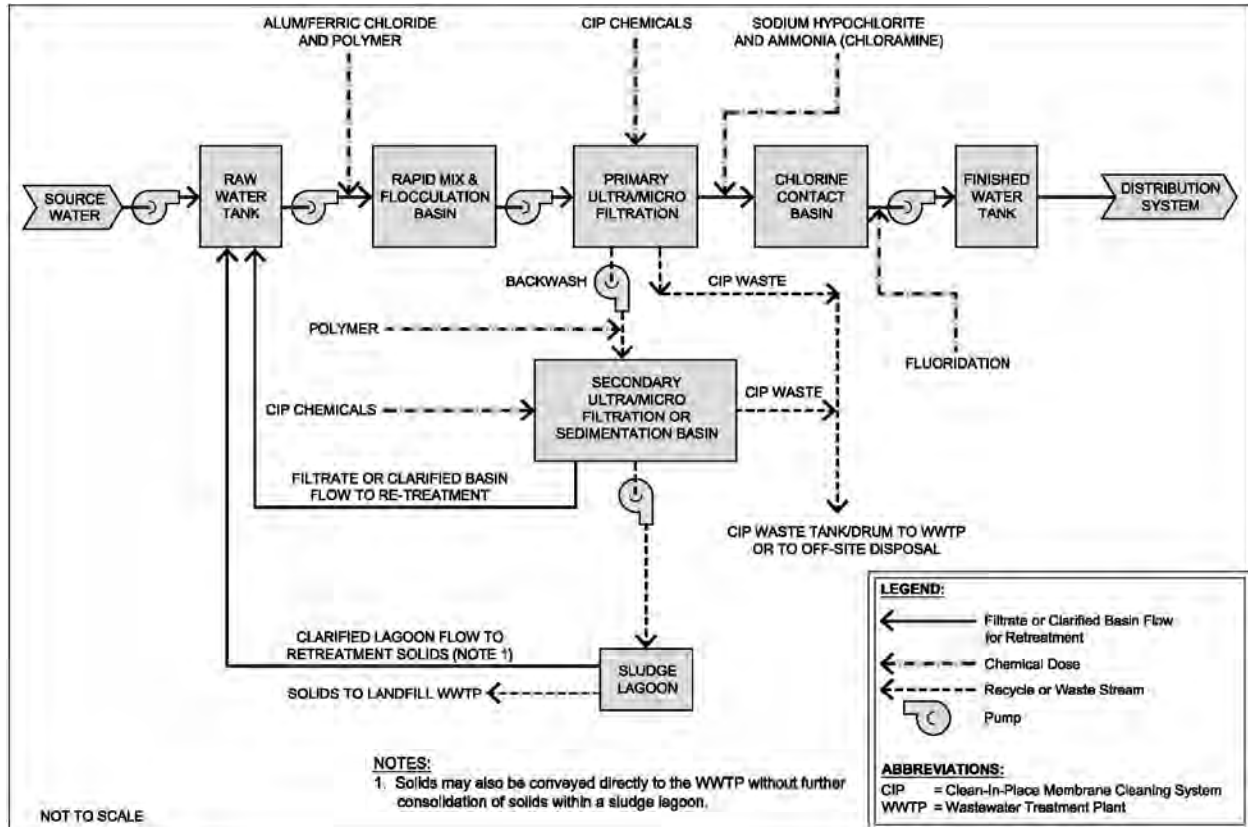 ALUM/FERRIC CHLORIDE
AND POLYMER
CIP CHEMICALS
SODIUM HYPOCHLORITE
AND AMMONIA (CHLORAMINE)
SOURCE
WATER
RAW
WATER
TANK
RAPID MIX &
FLOCCULATION
BASIN
PRIMARY
ULTRA/MICRO
FILTRATION
CHLORINE
CONTACT
BASIN
FINISHED
WATER
TANK
DISTRIBUTION
SYSTEM
BACKWASH
CIP WASTE
POLYMER
FLUORIDATION
CIP CHEMICALS
SECONDARY
ULTRA/MICRO
FILTRATION OR
SEDIMENTATION BASIN
CIP WASTE
FILTRATE OR CLARIFIED BASIN
FLOW TO RE-TREATMENT
CIP WASTE TANK/DRUM TO WWTP
OR TO OFF-SITE DISPOSAL
CLARIFIED LAGOON FLOW TO
RETREATMENT SOLIDS (NOTE 1)
SLUDGE
LAGOON
SOLIDS TO LANDFILL WWTP
LEGEND:
Filtrate or Clarified Basin Flow
for Retreatment
Chemical Dose
Recycle or Waste Stream
Pump
ABBREVIATIONS:
CIP = Clean-In-Place Membrane Cleaning System
WWTP = Wastewater Treatment Plant
NOTES:
1. Solids may also be conveyed directly to the WWTP without further
consolidation of solids within a sludge lagoon.
NOT TO SCALE